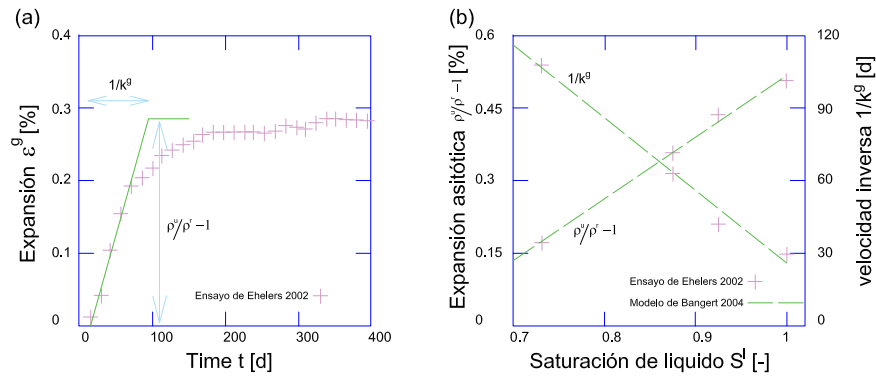 (a)
0.4
0.3
0.2
0.1
0
Expansión ε^g [%]
1/k^g
ρ^u/ρ^r −1
Ensayo de Ehelers 2002
0 100 200 300 400
Time t [d]
(b)
0.6
0.45
0.3
0.15
0
Expansión asitótica ρ^u/ρ^r −1 [%]
1/k^g
ρ^u/ρ^r −1
Ensayo de Ehelers 2002
Modelo de Bangert 2004
0.7 0.8 0.9 1
Saturación de liquido S^l [-]
120
90
60
30
0
velocidad inversa 1/k^g [d]